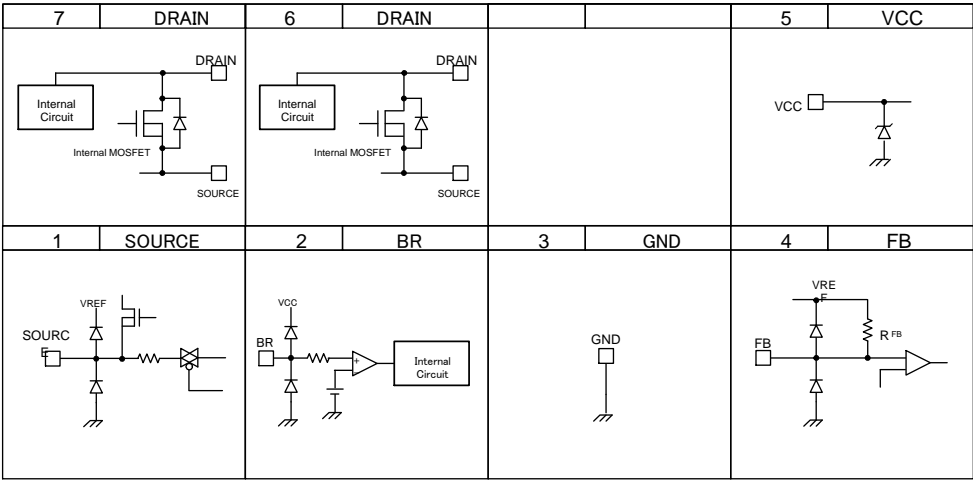 7 DRAIN 6 DRAIN 5 VCC
DRAIN
Internal
Circuit
Internal MOSFET
SOURCE
DRAIN
Internal
Circuit
Internal MOSFET
SOURCE
VCC
1 SOURCE 2 BR 3 GND 4 FB
VREF
SOURC
E
VCC
BR
+
Internal
Circuit
GND
VRE
F
RFB
FB